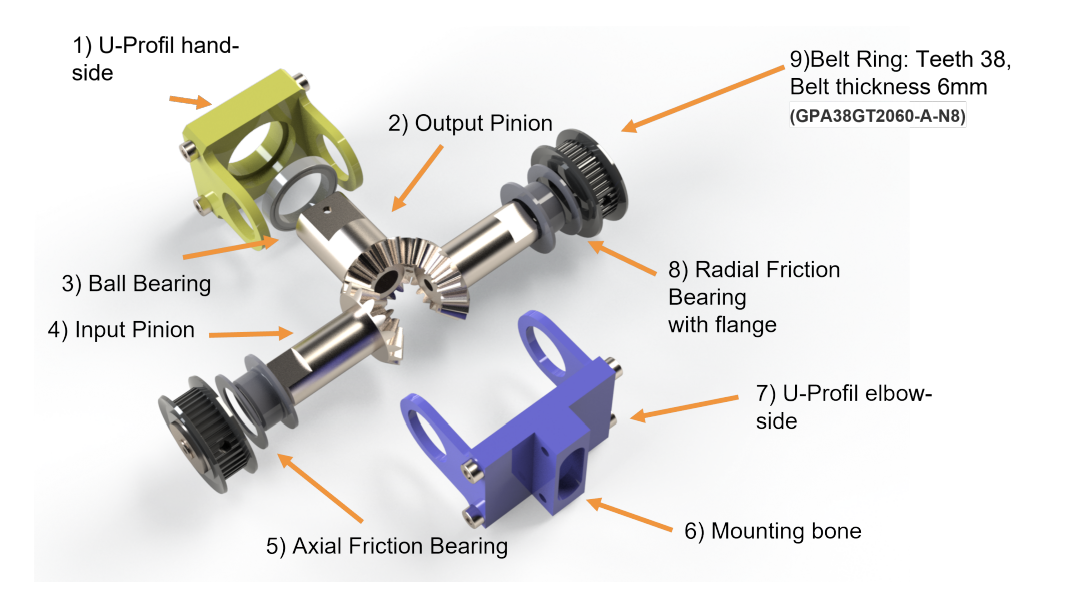 1) U-Profil hand-
side
2) Output Pinion
9)Belt Ring: Teeth 38,
Belt thickness 6mm
(GPA38GT2060-A-N8)
3) Ball Bearing
8) Radial Friction
Bearing
with flange
4) Input Pinion
7) U-Profil elbow-
side
5) Axial Friction Bearing
6) Mounting bone